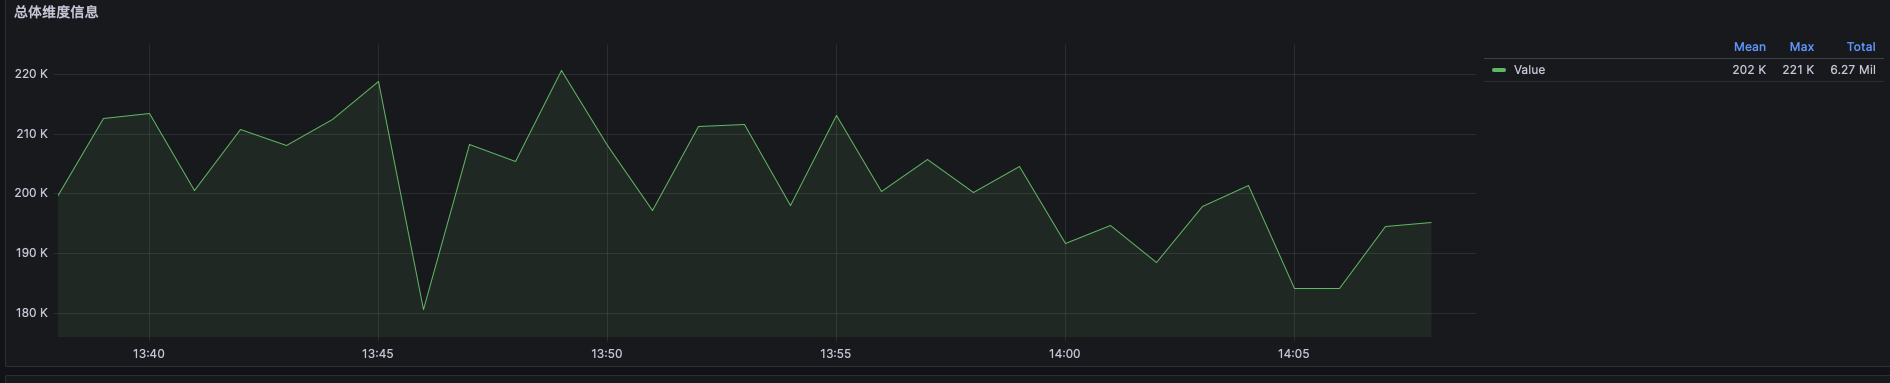 总体维度信息
Mean Max Total
Value 202 K 221 K 6.27 Mil
220 K
210 K
200 K
190 K
180 K
13:40 13:45 13:50 13:55 14:00 14:05